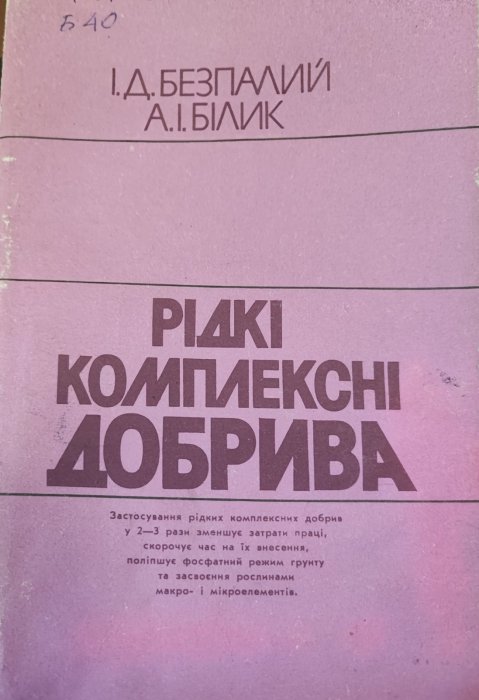 Б 40
І.Д.БЕЗПАЛИЙ
А.І.БІЛИК
РІДКІ
КОМПЛЕКСНІ
ДОБРИВА
Застосування рідких комплексних добрив
у 2—3 рази зменшує затрати праці,
скорочує час на їх внесення,
поліпшує фосфатний режим грунту
та засвоєння рослинами
макро- і мікроелементів.